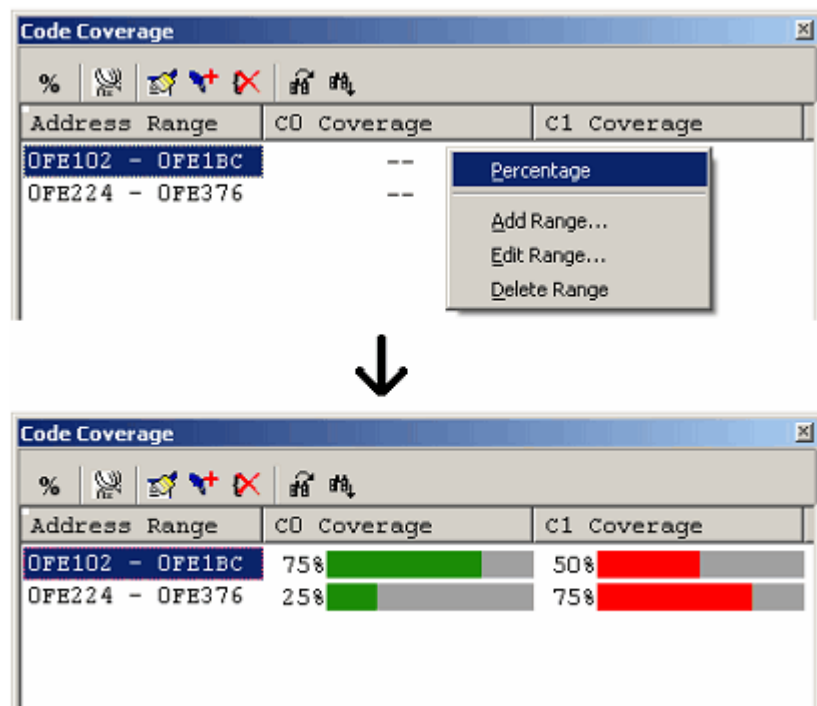 Code Coverage
%
Address Range C0 Coverage C1 Coverage
0FE102 - 0FE1BC --
0FE224 - 0FE376 --
Percentage
Add Range...
Edit Range...
Delete Range
Code Coverage
%
Address Range C0 Coverage C1 Coverage
0FE102 - 0FE1BC 75% 50%
0FE224 - 0FE376 25% 75%